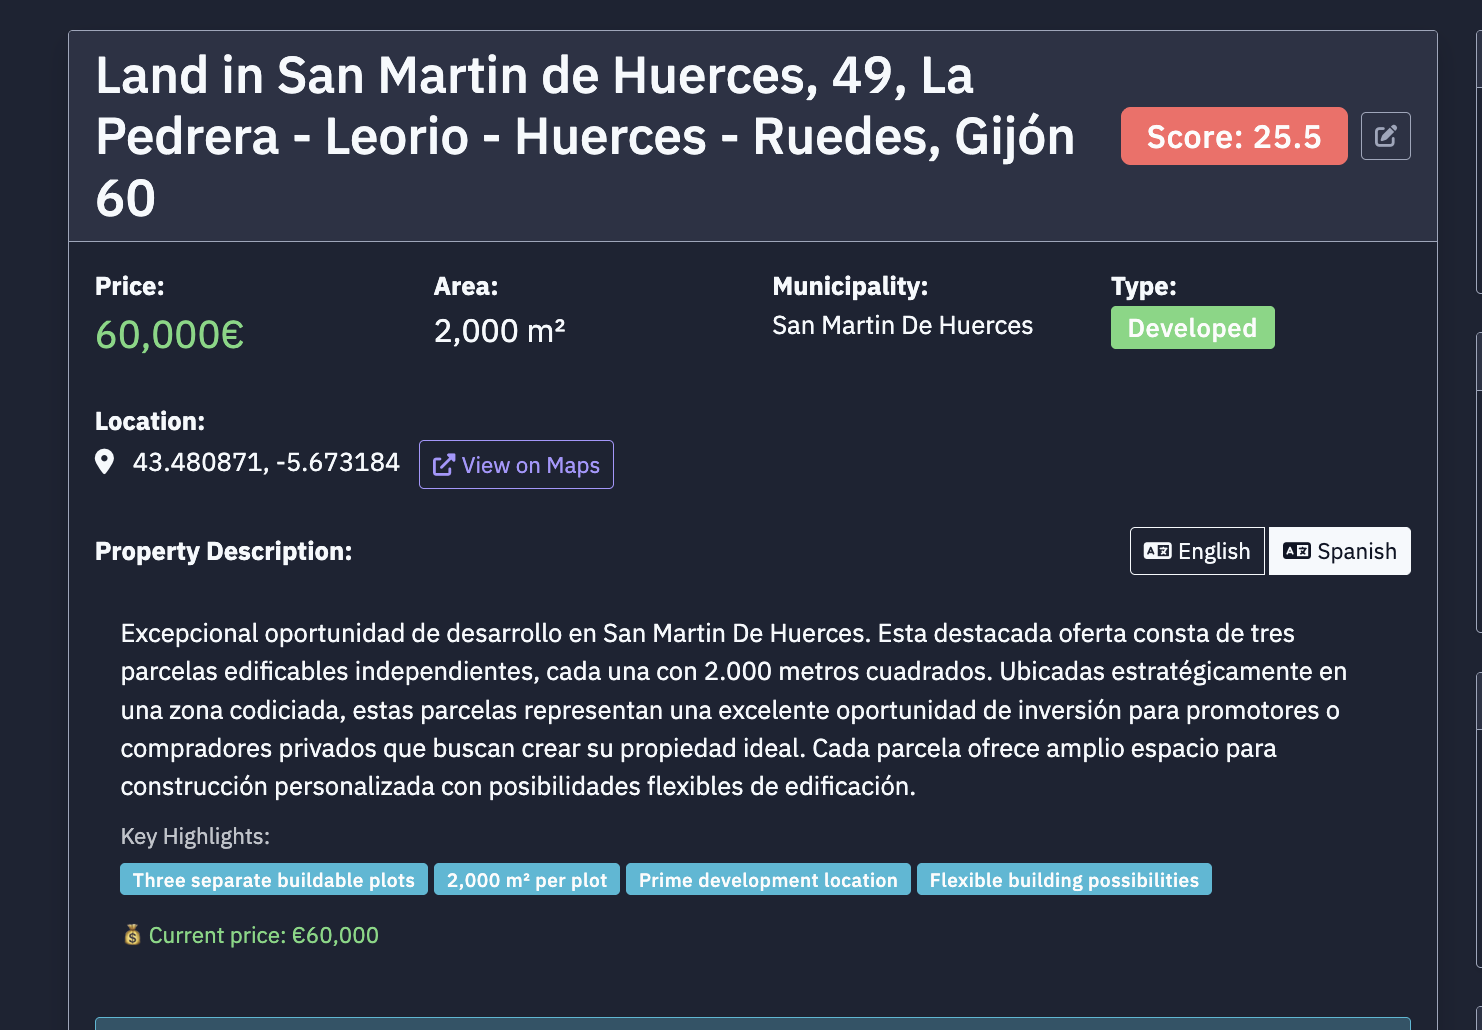 Land in San Martin de Huerces, 49, La
Pedrera - Leorio - Huerces - Ruedes, Gijón
60
Score: 25.5
Price:
60,000€
Area:
2,000 m²
Municipality:
San Martin De Huerces
Type:
Developed
Location:
43.480871, -5.673184
View on Maps
Property Description:
English
Spanish
Excepcional oportunidad de desarrollo en San Martin De Huerces. Esta destacada oferta consta de tres
parcelas edificables independientes, cada una con 2.000 metros cuadrados. Ubicadas estratégicamente en
una zona codiciada, estas parcelas representan una excelente oportunidad de inversión para promotores o
compradores privados que buscan crear su propiedad ideal. Cada parcela ofrece amplio espacio para
construcción personalizada con posibilidades flexibles de edificación.
Key Highlights:
Three separate buildable plots
2,000 m² per plot
Prime development location
Flexible building possibilities
Current price: €60,000